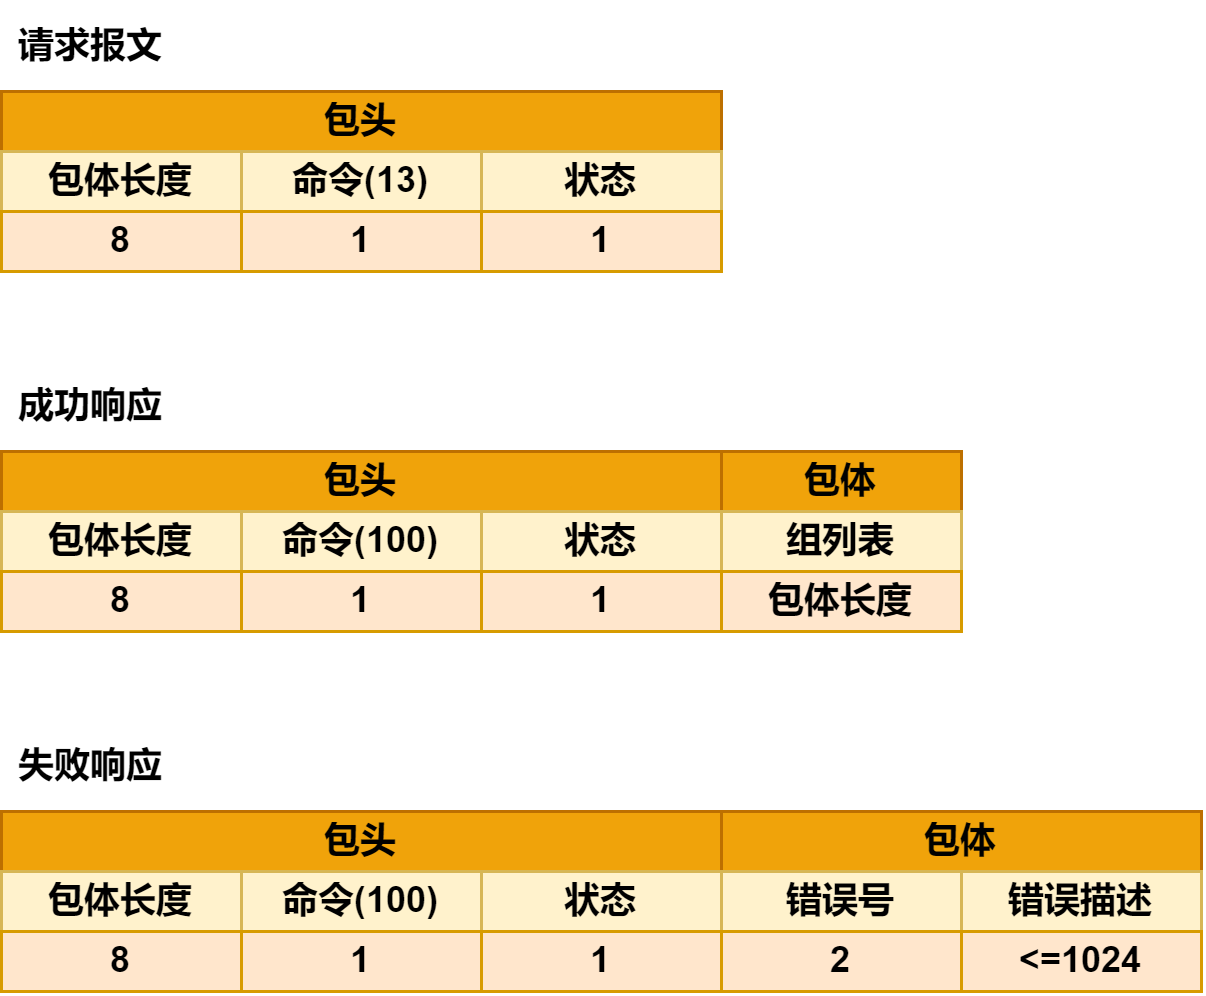 请求报文
包头
包体长度 命令(13) 状态
8 1 1
成功响应
包头 包体
包体长度 命令(100) 状态 组列表
8 1 1 包体长度
失败响应
包头 包体
包体长度 命令(100) 状态 错误号 错误描述
8 1 1 2 <=1024